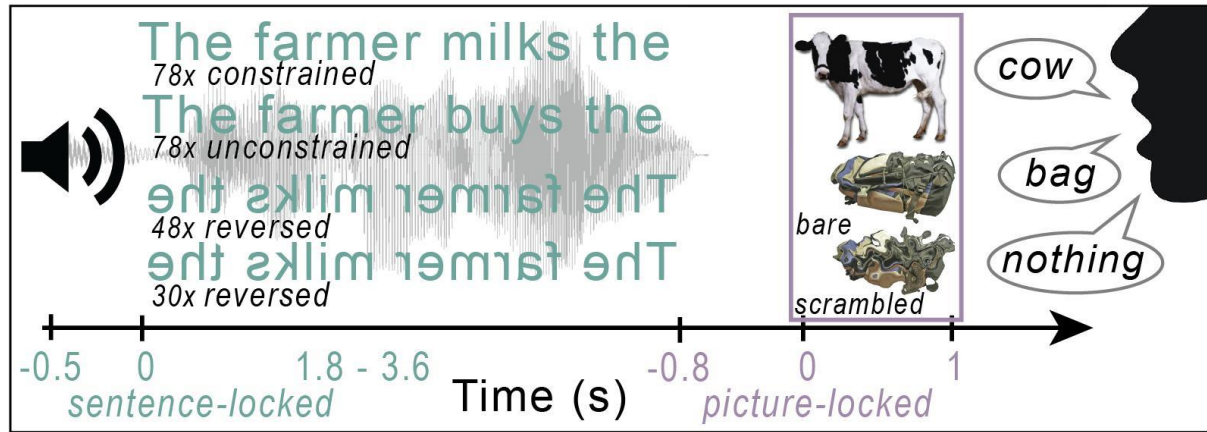 The farmer milks the
78x constrained
The farmer buys the
78x unconstrained
The farmer milks the
48x reversed
The farmer milks the
30x reversed
bare
scrambled
cow
bag
nothing
-0.5 0 1.8 - 3.6 -0.8 0 1
sentence-locked Time (s) picture-locked